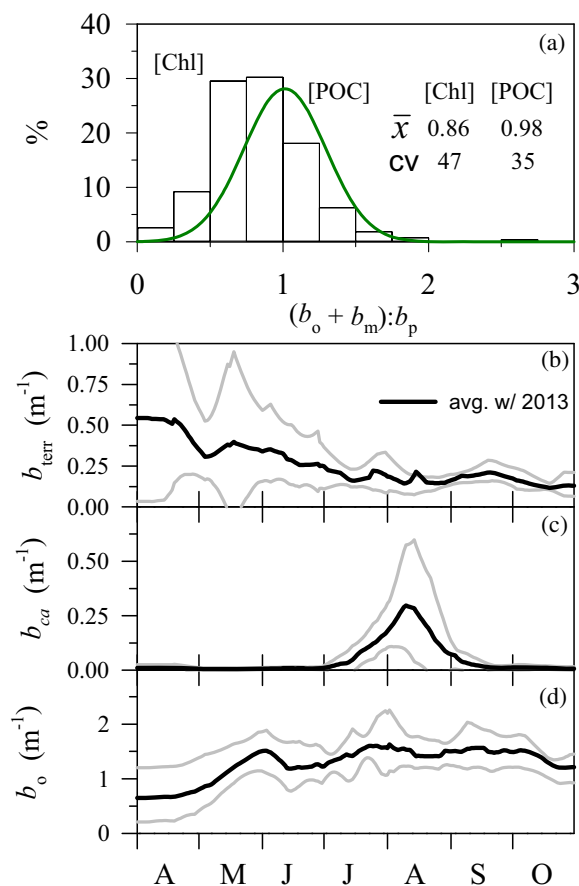 50
(a)
40
[Chl]
30
[POC]
[Chl] [POC]
x̄ 0.86 0.98
%
20
cv 47 35
10
0
0 1 2 3
(bo + bm):bp
1.00
(b)
0.75
avg. w/ 2013
0.50
bterr (m-1)
0.25
0.00
(c)
0.50
bca (m-1)
0.25
0.00
(d)
2
bo (m-1)
1
0
A M J J A S O